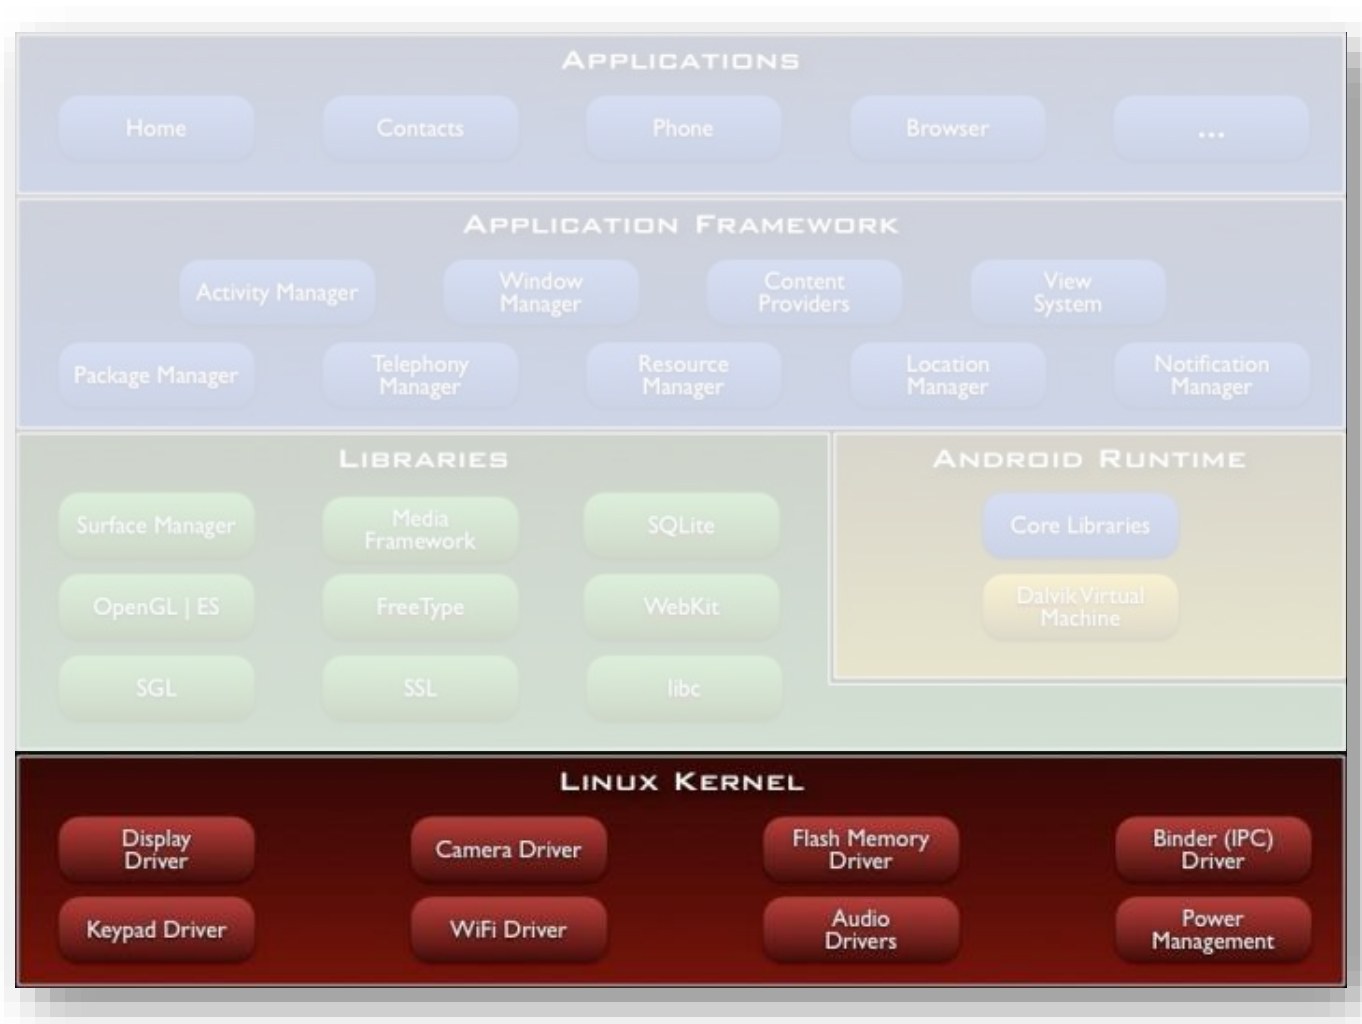 APPLICATIONS
Home
Contacts
Phone
Browser
...
APPLICATION FRAMEWORK
Activity Manager
Window
Manager
Content
Providers
View
System
Package Manager
Telephony
Manager
Resource
Manager
Location
Manager
Notification
Manager
LIBRARIES
Surface Manager
Media
Framework
SQLite
OpenGL | ES
FreeType
WebKit
SGL
SSL
libc
ANDROID RUNTIME
Core Libraries
Dalvik Virtual
Machine
LINUX KERNEL
Display
Driver
Camera Driver
Flash Memory
Driver
Binder (IPC)
Driver
Keypad Driver
WiFi Driver
Audio
Drivers
Power
Management